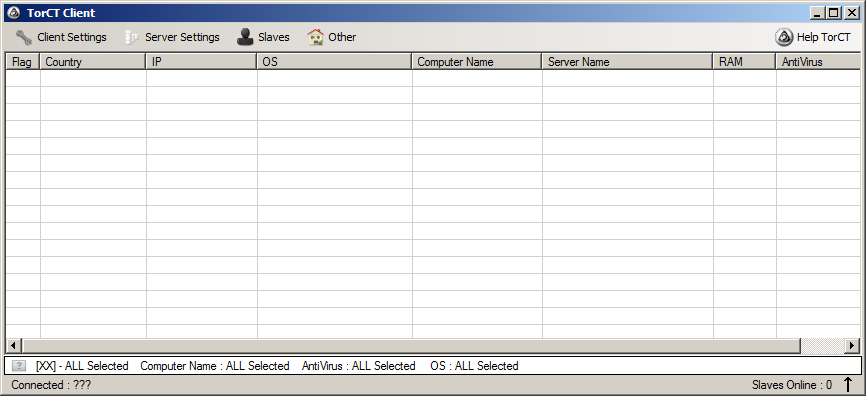 TorCT Client
Client Settings Server Settings Slaves Other Help TorCT
Flag Country IP OS Computer Name Server Name RAM AntiVirus
? [XX] - ALL Selected Computer Name : ALL Selected AntiVirus : ALL Selected OS : ALL Selected
Connected : ??? Slaves Online : 0